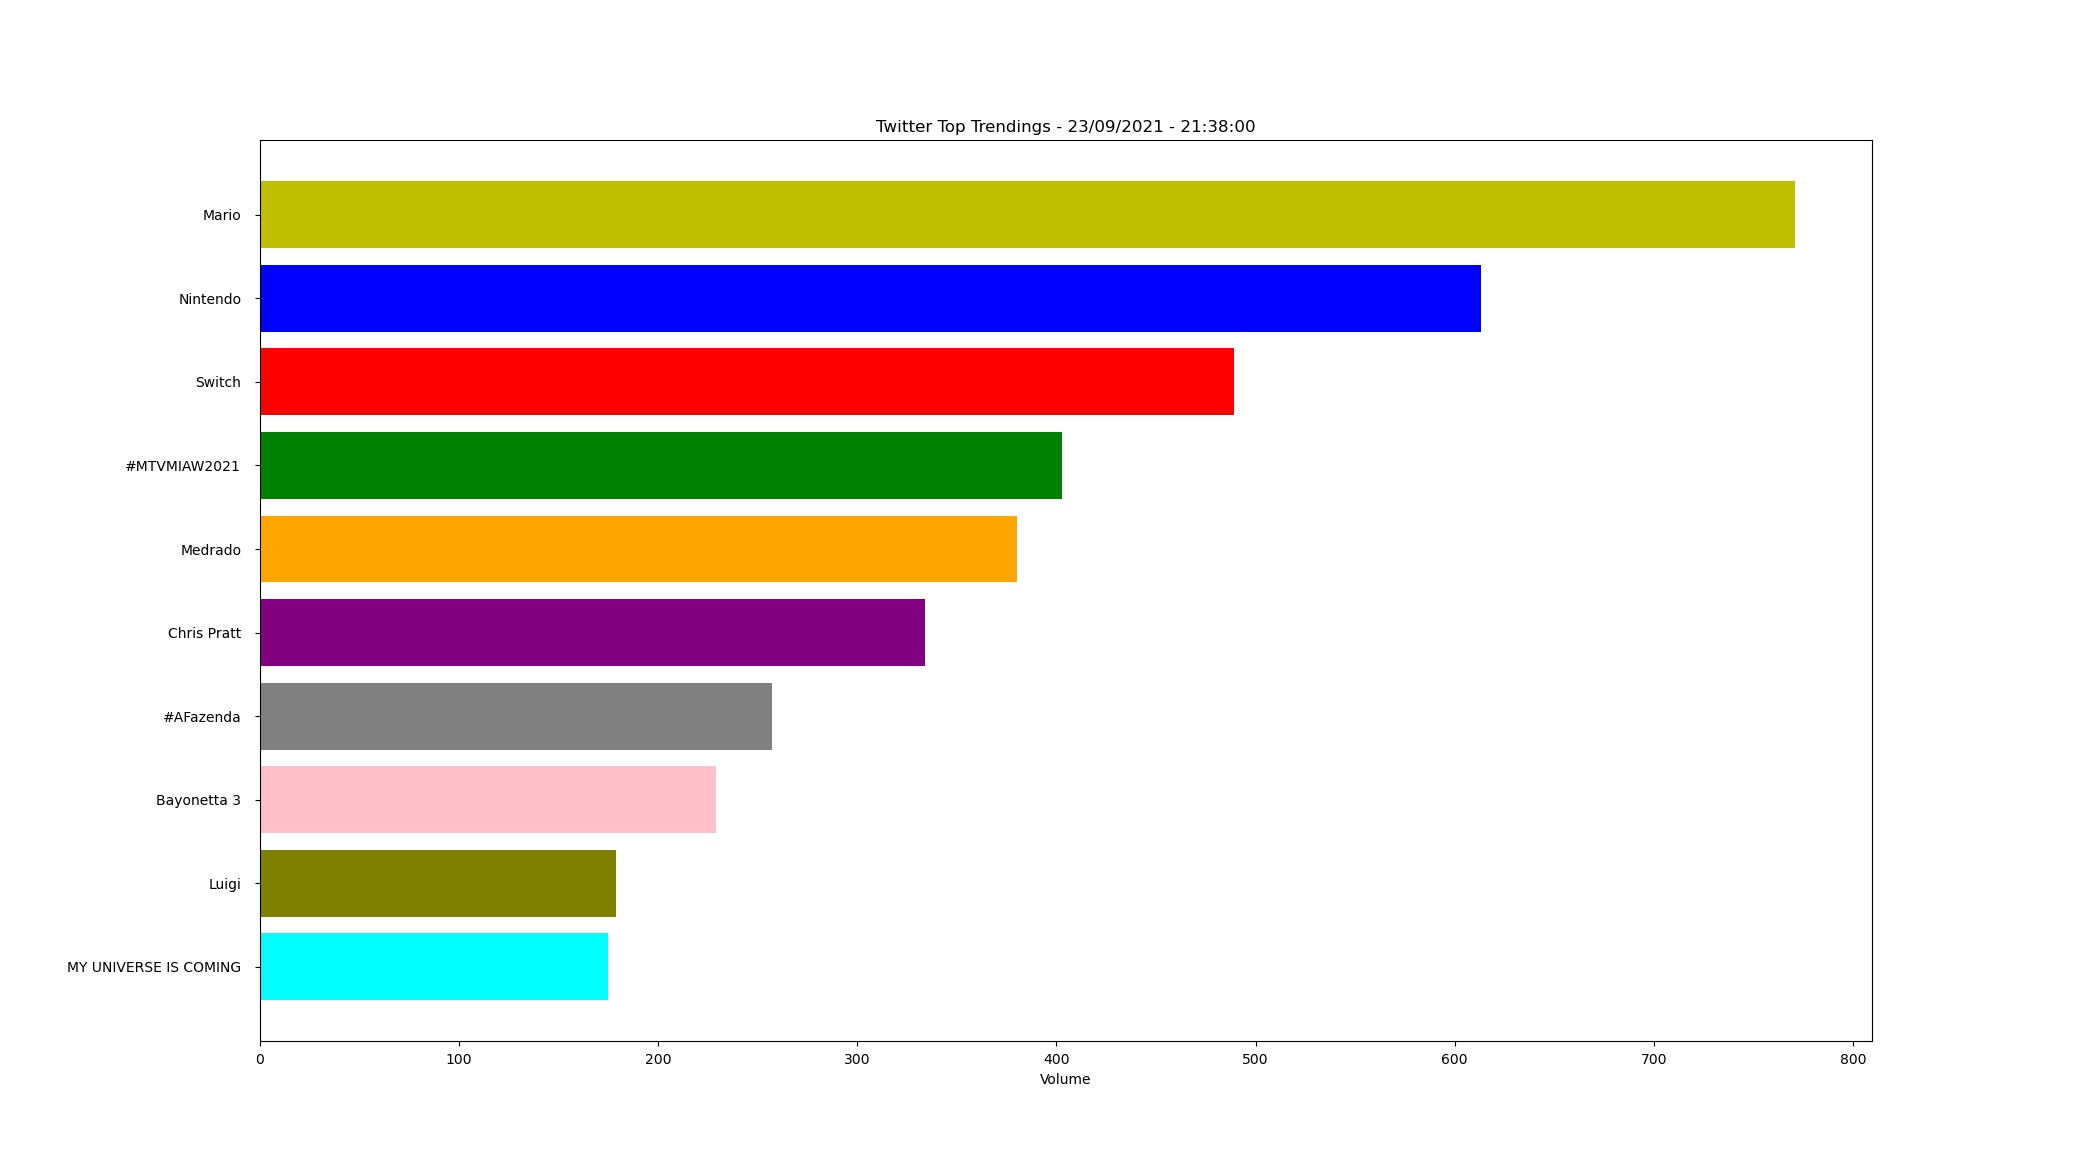 Twitter Top Trendings - 23/09/2021 - 21:38:00
Mario
Nintendo
Switch
#MTVMIAW2021
Medrado
Chris Pratt
#AFazenda
Bayonetta 3
Luigi
MY UNIVERSE IS COMING
0 100 200 300 400 500 600 700 800
Volume